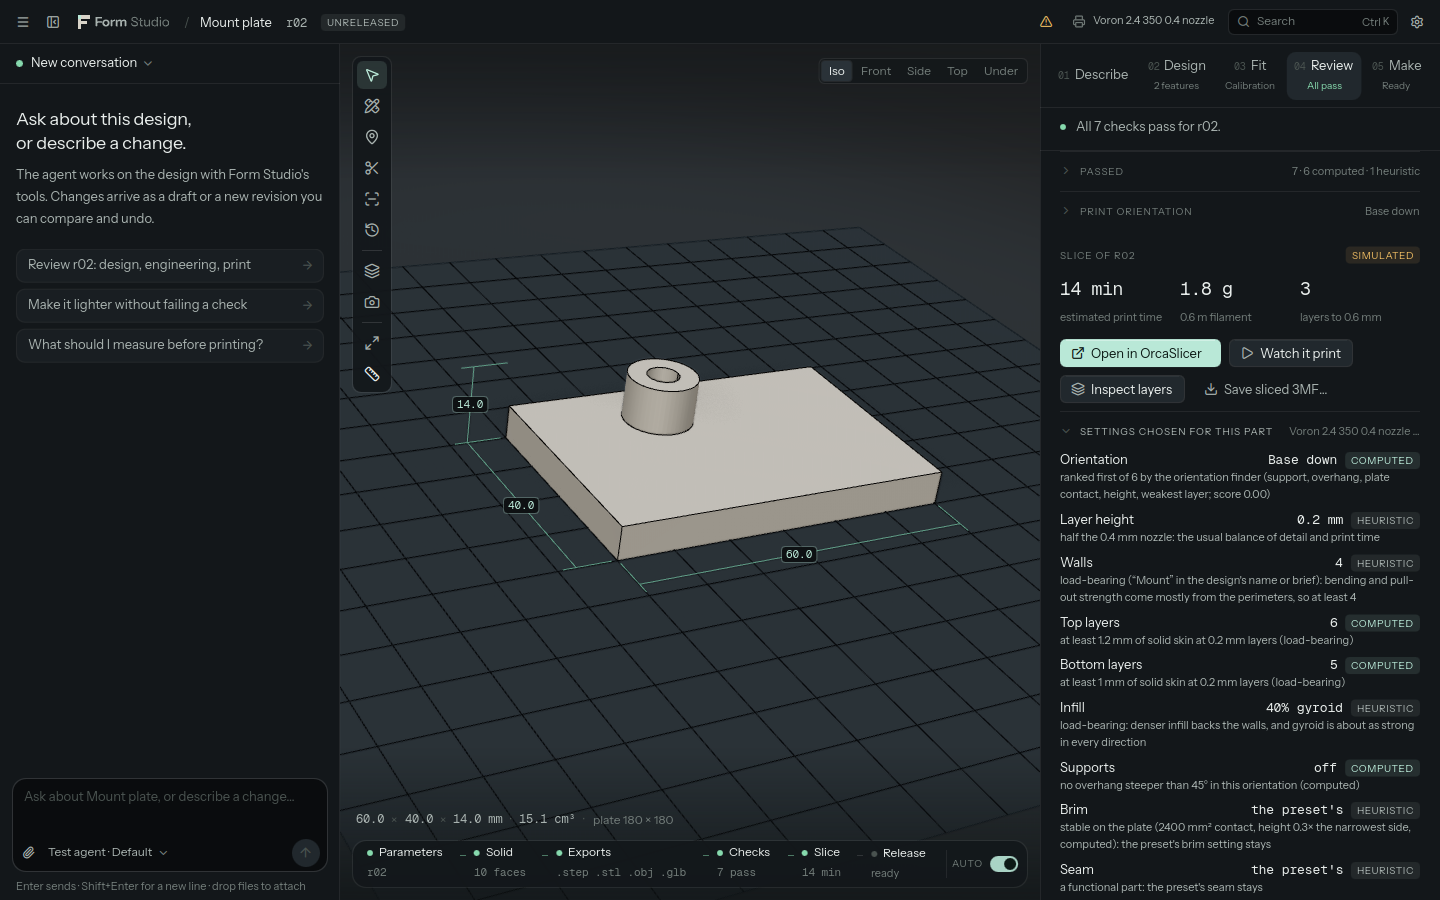 Form Studio / Mount plate r02 UNRELEASED
Voron 2.4 350 0.4 nozzle
Search Ctrl K
New conversation
Ask about this design,
or describe a change.
The agent works on the design with Form Studio's
tools. Changes arrive as a draft or a new revision you
can compare and undo.
Review r02: design, engineering, print
Make it lighter without failing a check
What should I measure before printing?
Ask about Mount plate, or describe a change...
Test agent · Default
Enter sends · Shift+Enter for a new line · drop files to attach
Iso Front Side Top Under
14.0
40.0
60.0
60.0 × 40.0 × 14.0 mm · 15.1 cm³ · plate 180 × 180
Parameters
r02
Solid
10 faces
Exports
.step .stl .obj .glb
Checks
7 pass
Slice
14 min
Release
ready
AUTO
01 Describe
02 Design
2 features
03 Fit
Calibration
04 Review
All pass
05 Make
Ready
All 7 checks pass for r02.
PASSED 7 · 6 computed · 1 heuristic
PRINT ORIENTATION Base down
SLICE OF R02 SIMULATED
14 min 1.8 g 3
estimated print time 0.6 m filament layers to 0.6 mm
Open in OrcaSlicer Watch it print
Inspect layers Save sliced 3MF...
SETTINGS CHOSEN FOR THIS PART Voron 2.4 350 0.4 nozzle ...
Orientation Base down COMPUTED
ranked first of 6 by the orientation finder (support, overhang, plate
contact, height, weakest layer; score 0.00)
Layer height 0.2 mm HEURISTIC
half the 0.4 mm nozzle: the usual balance of detail and print time
Walls 4 HEURISTIC
load-bearing ("Mount" in the design's name or brief): bending and pull-
out strength come mostly from the perimeters, so at least 4
Top layers 6 COMPUTED
at least 1.2 mm of solid skin at 0.2 mm layers (load-bearing)
Bottom layers 5 COMPUTED
at least 1 mm of solid skin at 0.2 mm layers (load-bearing)
Infill 40% gyroid HEURISTIC
load-bearing: denser infill backs the walls, and gyroid is about as strong
in every direction
Supports off COMPUTED
no overhang steeper than 45° in this orientation (computed)
Brim the preset's HEURISTIC
stable on the plate (2400 mm² contact, height 0.3× the narrowest side,
computed): the preset's brim setting stays
Seam the preset's HEURISTIC
a functional part: the preset's seam stays